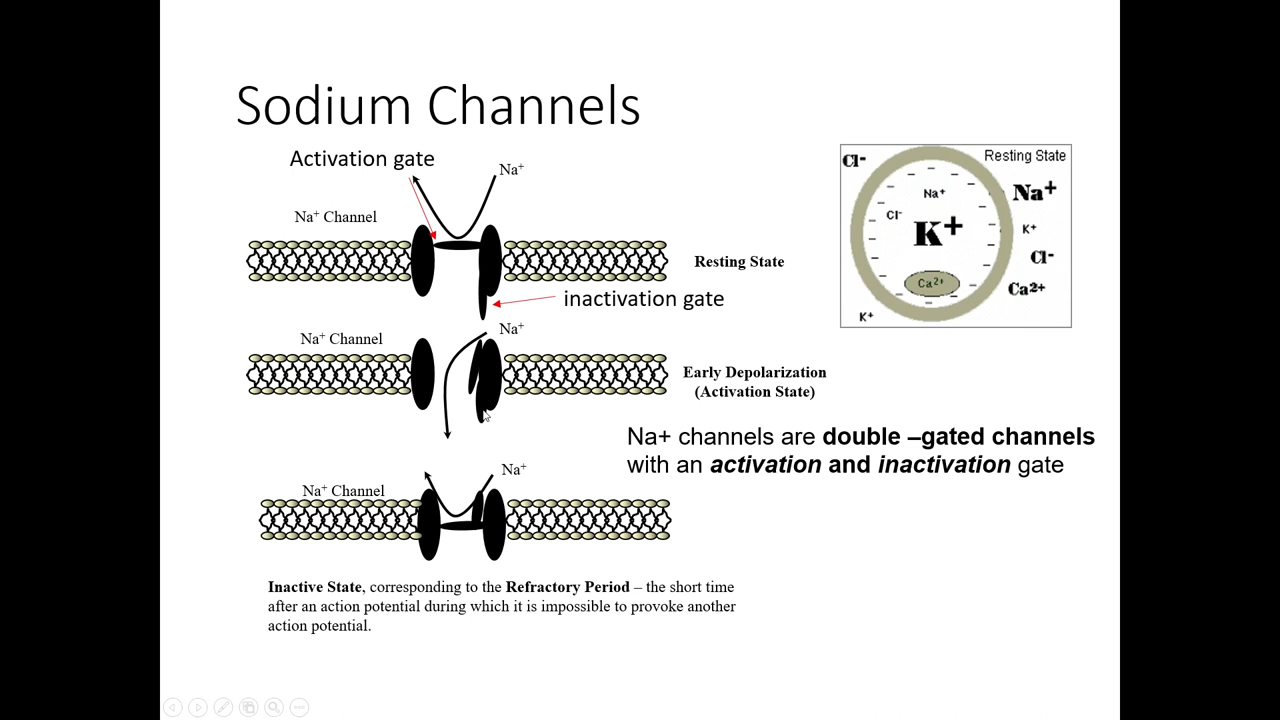 Sodium Channels
Activation gate
Na⁺
Na⁺ Channel
Resting State
inactivation gate
Na⁺ Channel
Na⁺
Early Depolarization
(Activation State)
Na+ channels are double –gated channels
with an activation and inactivation gate
Na⁺
Na⁺ Channel
Inactive State, corresponding to the Refractory Period – the short time
after an action potential during which it is impossible to provoke another
action potential.
Cl-
Resting State
Na⁺
Na⁺
Cl-
K⁺
K⁺
Cl-
Ca²⁺
Ca²⁺
K⁺